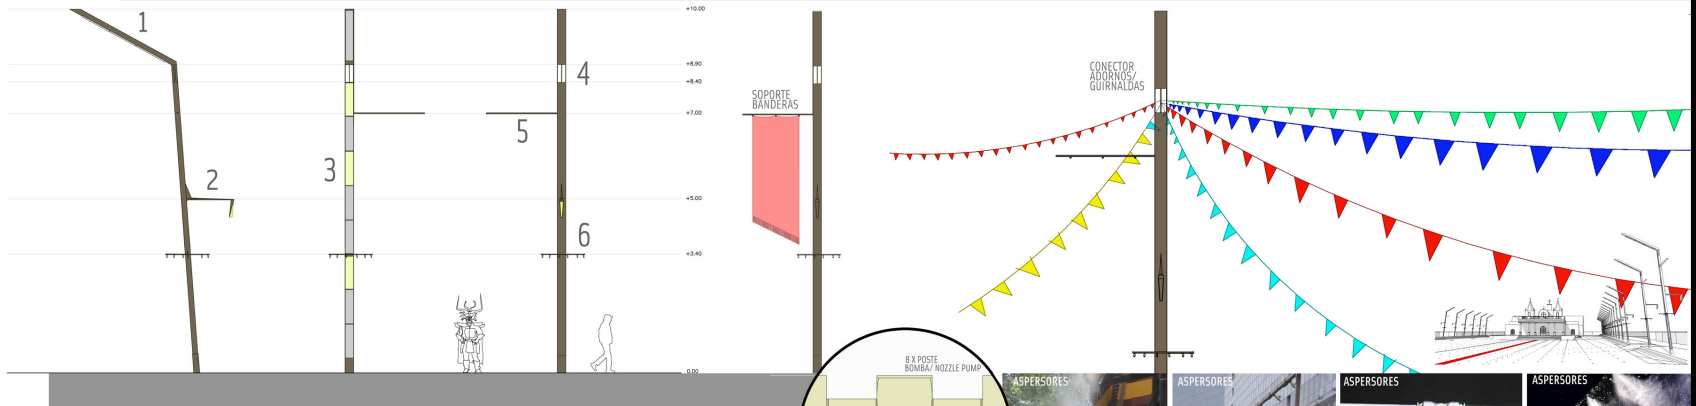 1
2
3
4
5
6
+10.00
+8.90
+8.40
+7.00
+5.00
+3.40
0.00
SOPORTE
BANDERAS
CONECTOR
ADORNOS/
GUIRNALDAS
8 X POSTE
BOMBA/ NOZZLE PUMP
ASPERSORES
ASPERSORES
ASPERSORES
ASPERSORES